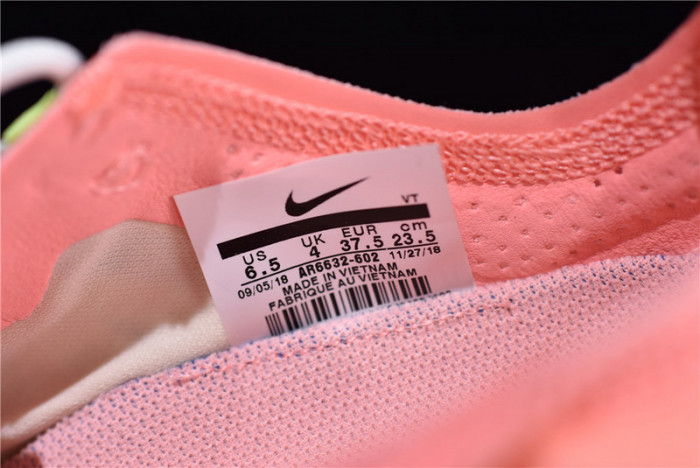 VT
US UK EUR cm
6.5 4 37.5 23.5
09/05/18 AR6632-602 11/27/18
MADE IN VIETNAM
FABRIQUE AU VIETNAM